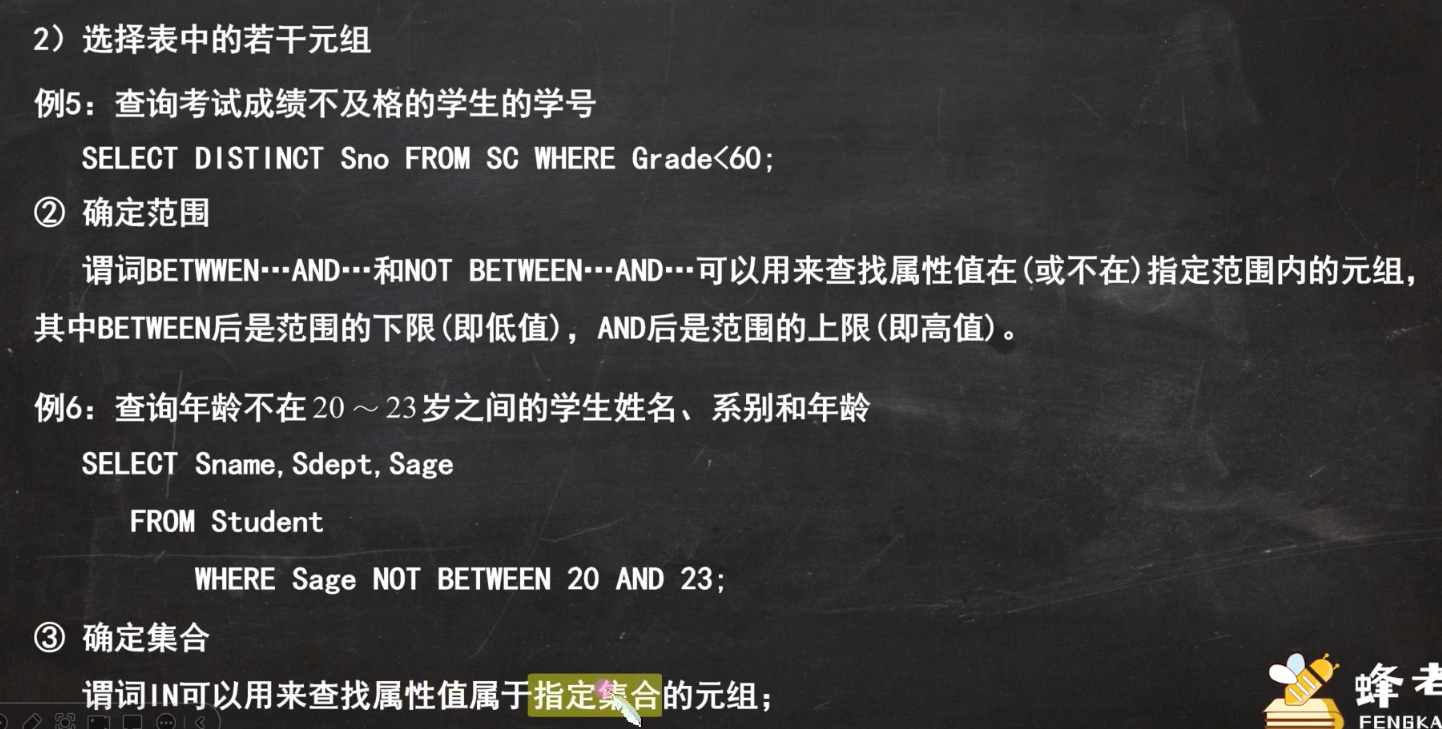 2）选择表中的若干元组
例5：查询考试成绩不及格的学生的学号
SELECT DISTINCT Sno FROM SC WHERE Grade<60;
② 确定范围
谓词BETWWEN…AND…和NOT BETWEEN…AND…可以用来查找属性值在(或不在)指定范围内的元组，
其中BETWEEN后是范围的下限(即低值)，AND后是范围的上限(即高值)。
例6：查询年龄不在20～23岁之间的学生姓名、系别和年龄
SELECT Sname,Sdept,Sage
FROM Student
WHERE Sage NOT BETWEEN 20 AND 23;
③ 确定集合
谓词IN可以用来查找属性值属于指定集合的元组；
蜂考
FENGKA